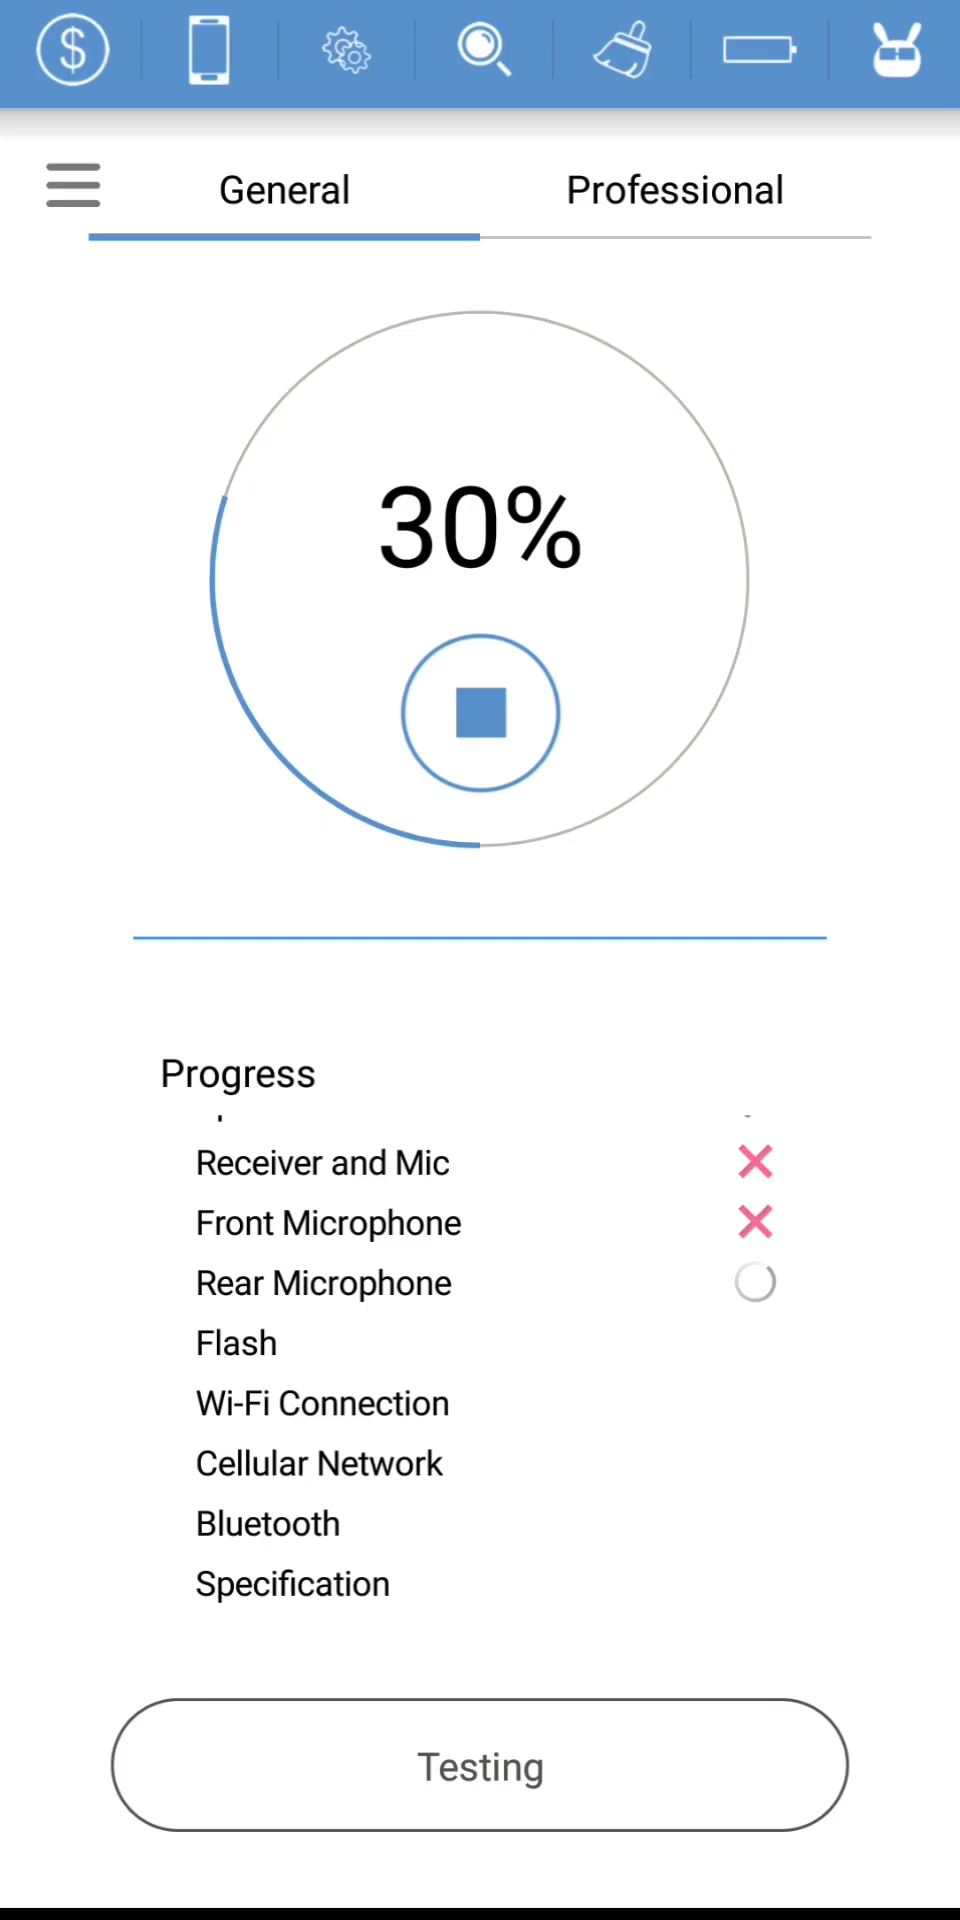 General
Professional
30%
Progress
Receiver and Mic
Front Microphone
Rear Microphone
Flash
Wi-Fi Connection
Cellular Network
Bluetooth
Specification
Testing